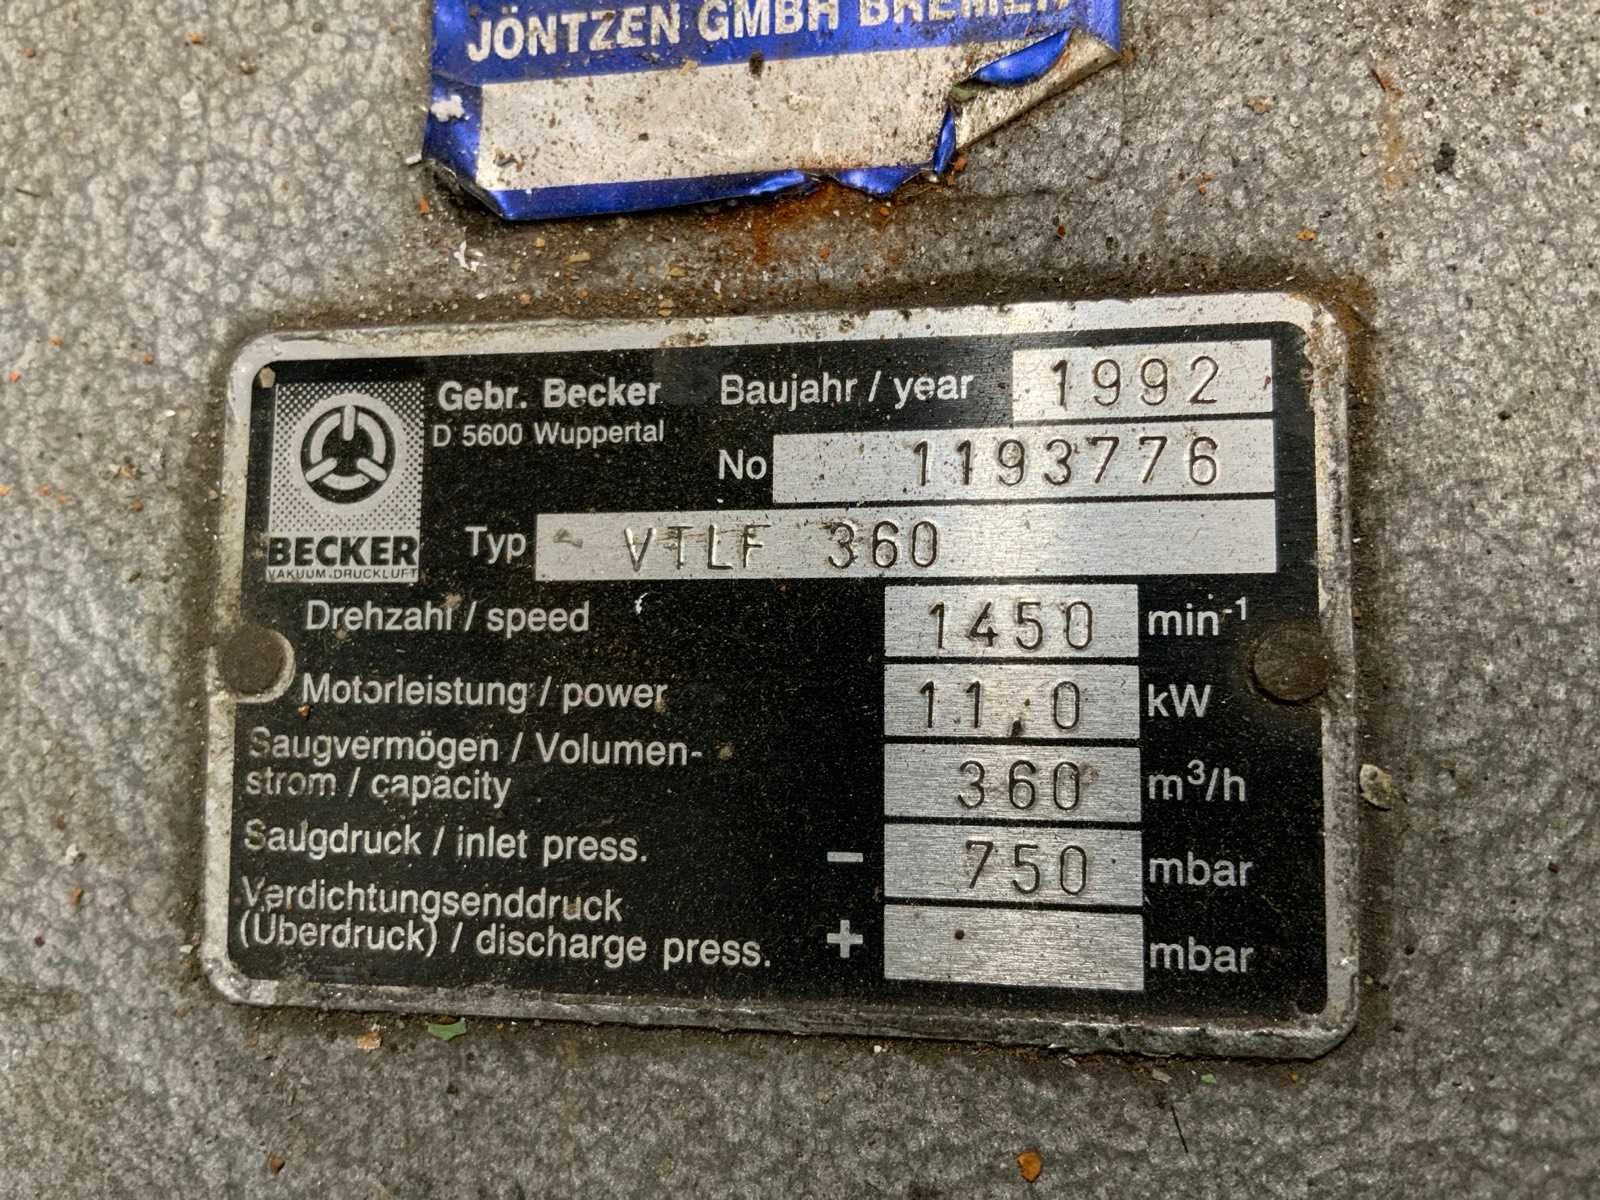 JÖNTZEN GMBH BREMEN
Gebr. Becker
D 5600 Wuppertal
Baujahr / year 1992
No 1193776
BECKER
VAKUUM·DRUCKLUFT
Typ VTLF 360
Drehzahl / speed 1450 min-1
Motorleistung / power 11,0 kW
Saugvermögen / Volumen-
strom / capacity 360 m³/h
Saugdruck / inlet press. − 750 mbar
Verdichtungsenddruck
(Überdruck) / discharge press. + mbar